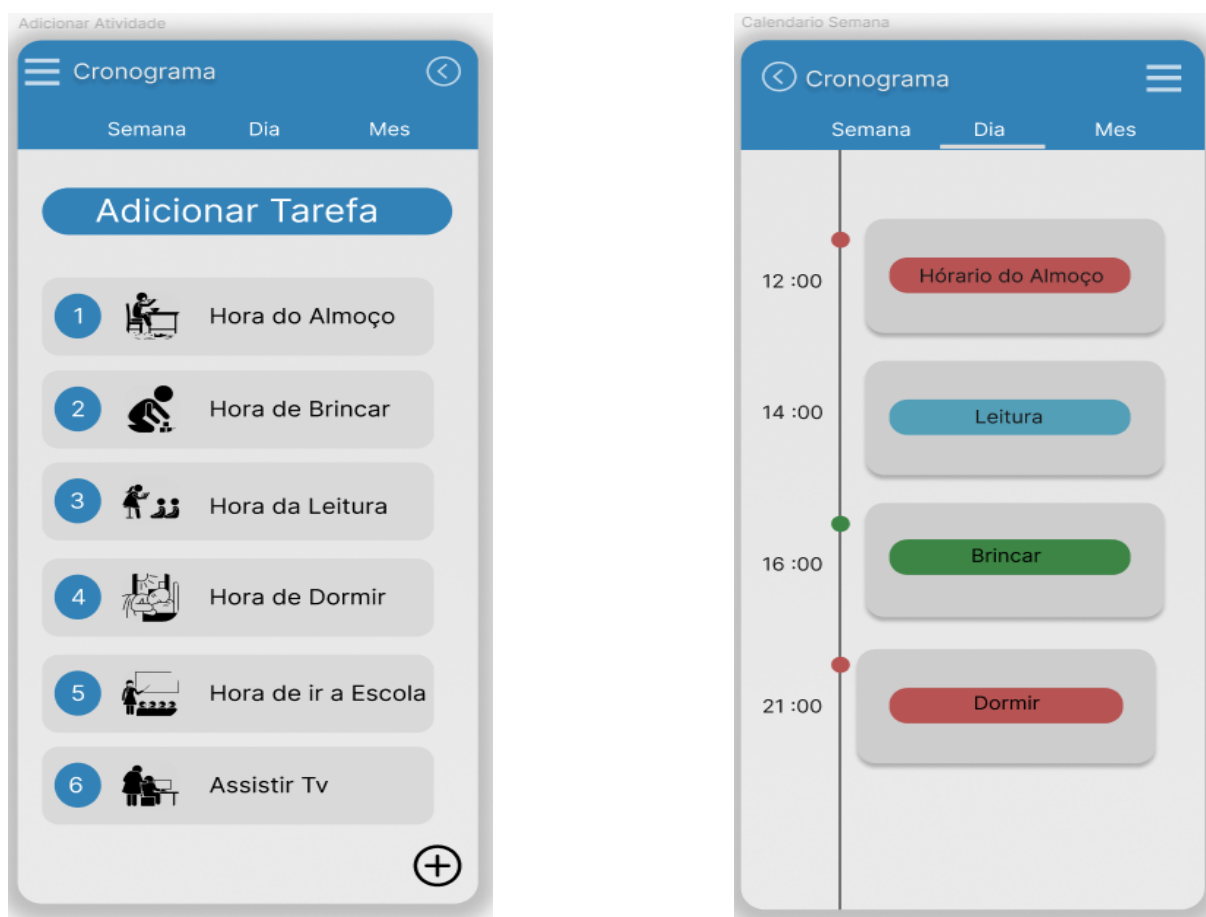 Adicionar Atividade
Cronograma
Semana Dia Mes
Adicionar Tarefa
1 Hora do Almoço
2 Hora de Brincar
3 Hora da Leitura
4 Hora de Dormir
5 Hora de ir a Escola
6 Assistir Tv
Calendario Semana
Cronograma
Semana Dia Mes
12 :00 Hórario do Almoço
14 :00 Leitura
16 :00 Brincar
21 :00 Dormir